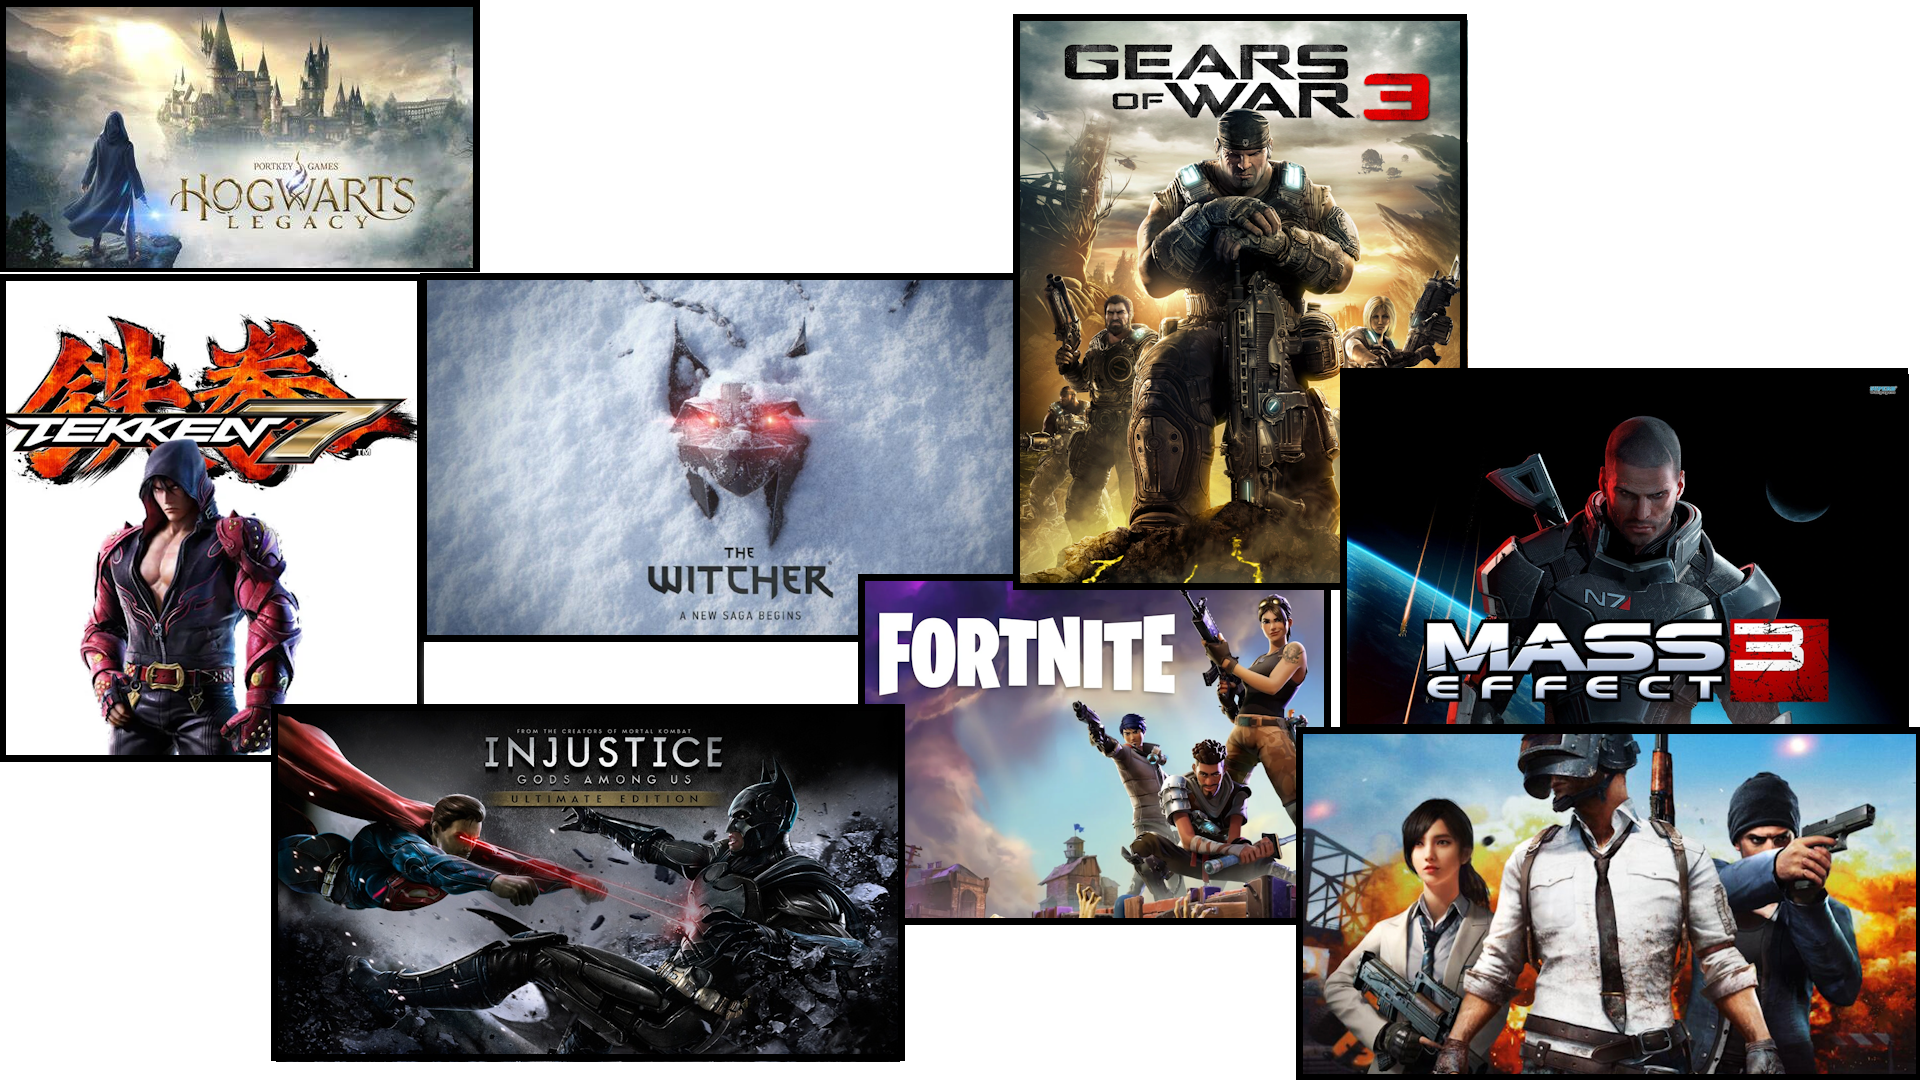 PORTKEY GAMES
HOGWARTS
LEGACY
GEARS
OF WAR 3
鉄拳
TEKKEN 7
TM
THE
WITCHER
A NEW SAGA BEGINS
FORTNITE
N7
MASS
EFFECT 3
FROM THE CREATORS OF MORTAL KOMBAT
INJUSTICE
GODS AMONG US
ULTIMATE EDITION